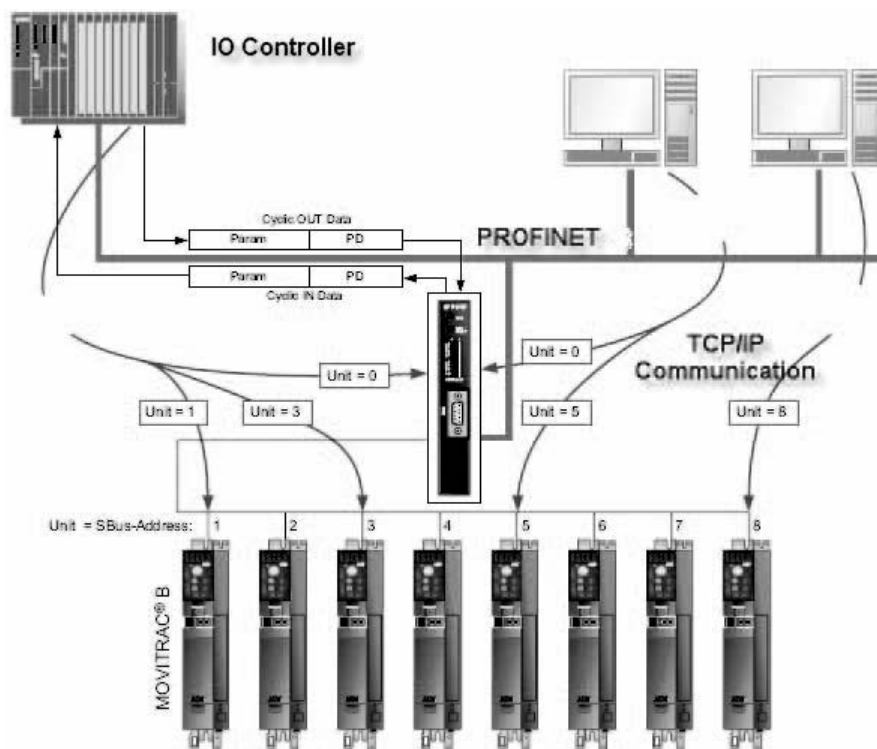 IO Controller
Cyclic OUT Data
Param PD
PROFINET
Param PD
Cyclic IN Data
TCP/IP
Communication
Unit = 0
Unit = 0
Unit = 1
Unit = 3
Unit = 5
Unit = 8
Unit = SBus-Address: 1 2 3 4 5 6 7 8
MOVITRAC® B